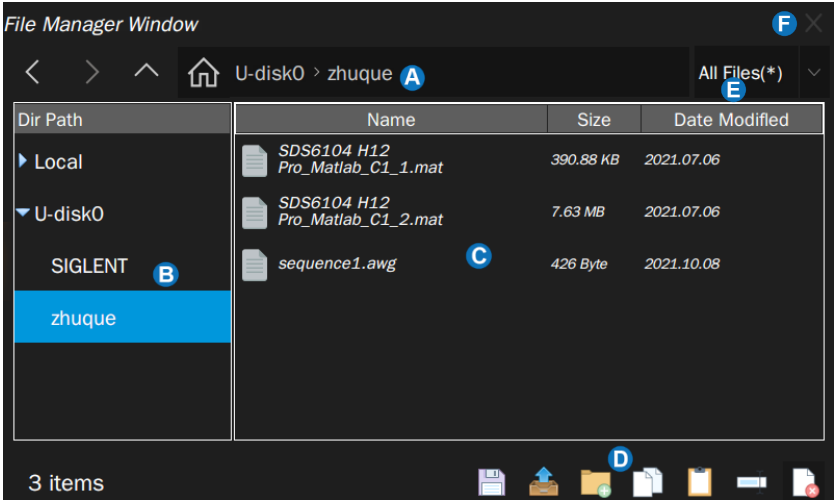 File Manager Window F
U-disk0 > zhuque A All Files(*)
E
Dir Path Name Size Date Modified
Local
SDS6104 H12
Pro_Matlab_C1_1.mat 390.88 KB 2021.07.06
U-disk0
SDS6104 H12
Pro_Matlab_C1_2.mat 7.63 MB 2021.07.06
SIGLENT B
sequence1.awg C 426 Byte 2021.10.08
zhuque
D
3 items